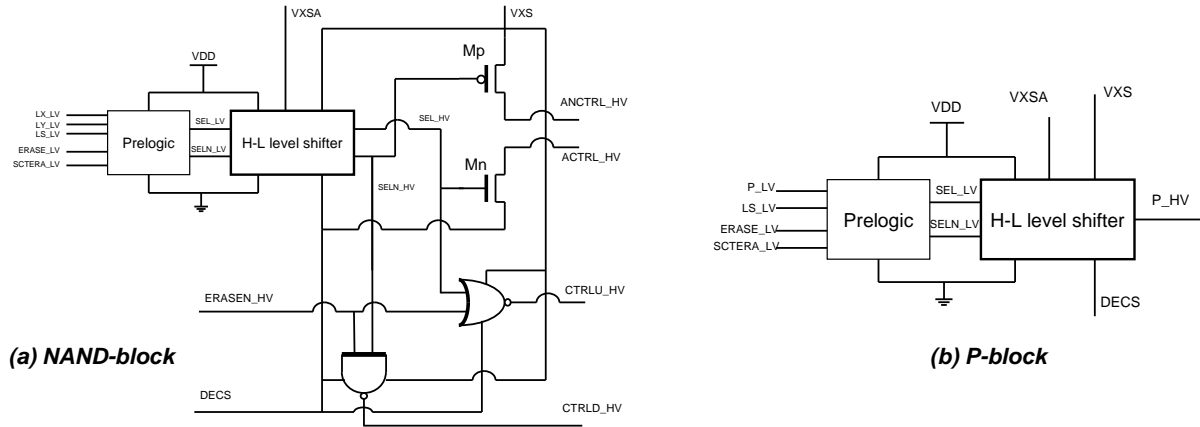 VXSA
VXS
Mp
VDD
LX_LV
LY_LV
LS_LV
ERASE_LV
SCTERA_LV
Prelogic
SEL_LV
SELN_LV
H-L level shifter
SEL_HV
SELN_HV
ANCTRL_HV
ACTRL_HV
Mn
ERASEN_HV
CTRLU_HV
(a) NAND-block
DECS
CTRLD_HV
VDD
VXSA
VXS
P_LV
LS_LV
ERASE_LV
SCTERA_LV
Prelogic
SEL_LV
SELN_LV
H-L level shifter
P_HV
DECS
(b) P-block